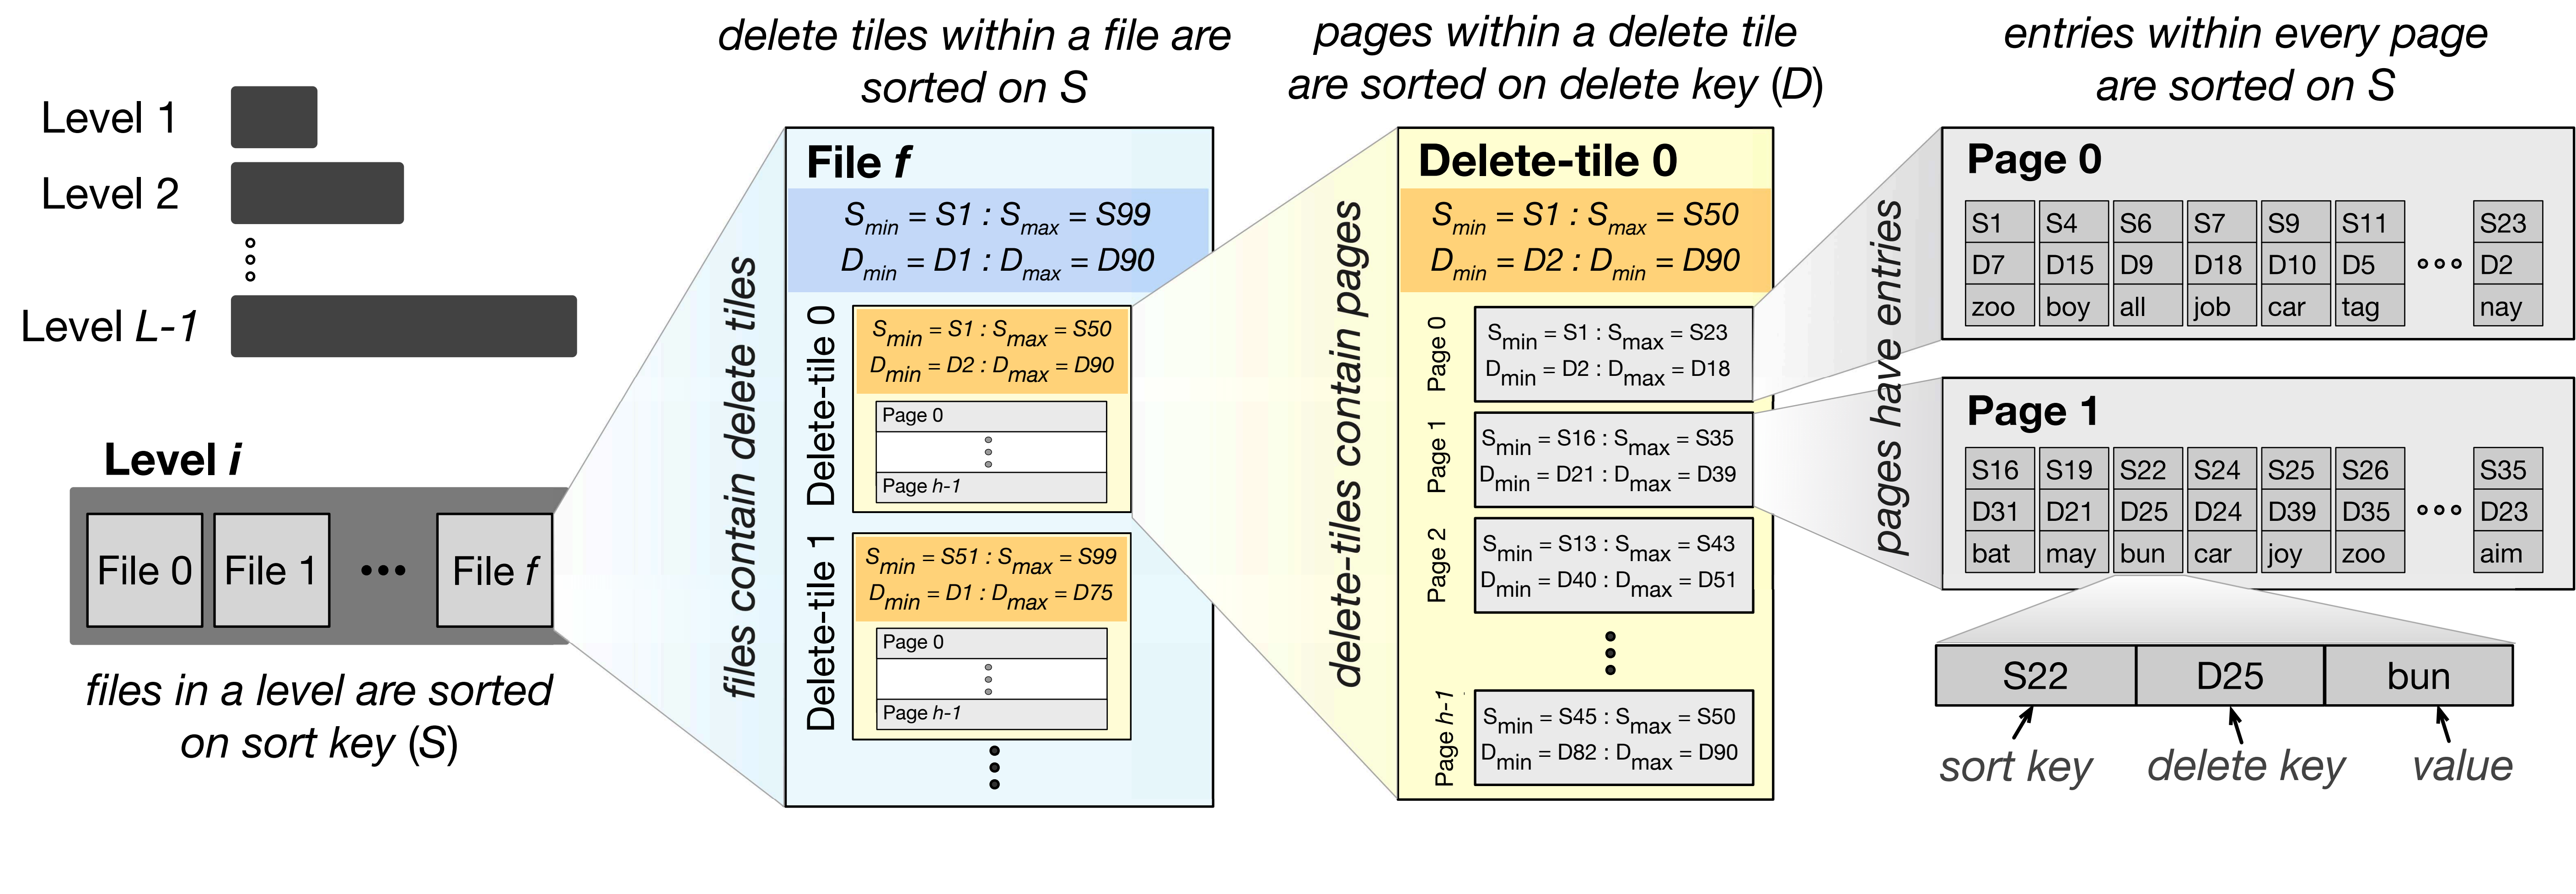 Level 1
Level 2
Level L-1
Level i
File 0
File 1
File f
files in a level are sorted
on sort key (S)
delete tiles within a file are
sorted on S
files contain delete tiles
File f
Smin = S1 : Smax = S99
Dmin = D1 : Dmax = D90
Delete-tile 0
Smin = S1 : Smax = S50
Dmin = D2 : Dmax = D90
Page 0
Page h-1
Delete-tile 1
Smin = S51 : Smax = S99
Dmin = D1 : Dmax = D75
Page 0
Page h-1
pages within a delete tile
are sorted on delete key (D)
delete-tiles contain pages
Delete-tile 0
Smin = S1 : Smax = S50
Dmin = D2 : Dmin = D90
Page 0
Smin = S1 : Smax = S23
Dmin = D2 : Dmax = D18
Page 1
Smin = S16 : Smax = S35
Dmin = D21 : Dmax = D39
Page 2
Smin = S13 : Smax = S43
Dmin = D40 : Dmax = D51
Page h-1
Smin = S45 : Smax = S50
Dmin = D82 : Dmax = D90
entries within every page
are sorted on S
pages have entries
Page 0
S1 S4 S6 S7 S9 S11 S23
D7 D15 D9 D18 D10 D5 D2
zoo boy all job car tag nay
Page 1
S16 S19 S22 S24 S25 S26 S35
D31 D21 D25 D24 D39 D35 D23
bat may bun car joy zoo aim
S22 D25 bun
sort key delete key value